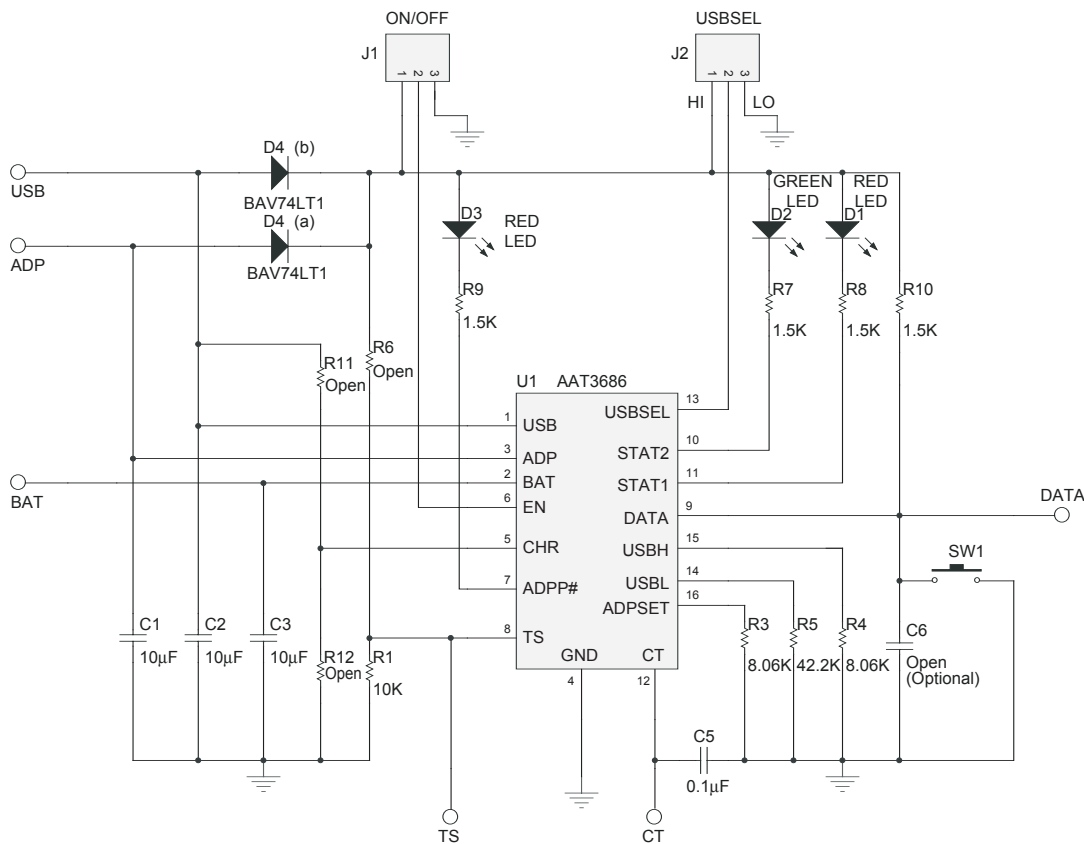 ON/OFF
USBSEL
J1
1 2 3
J2
1 2 3
HI
LO
D4 (b)
USB
BAV74LT1
D4 (a)
ADP
BAV74LT1
D3
RED
LED
GREEN
LED
D2
RED
LED
D1
R9
1.5K
R7
1.5K
R8
1.5K
R10
1.5K
R11
Open
R6
Open
U1 AAT3686
1 USB
3 ADP
2 BAT
6 EN
5 CHR
7 ADPP#
8 TS
USBSEL 13
STAT2 10
STAT1 11
DATA 9
USBH 15
USBL 14
ADPSET 16
GND
4
CT
12
BAT
DATA
SW1
C1
10µF
C2
10µF
C3
10µF
R12
Open
R1
10K
R3
8.06K
R5
42.2K
R4
8.06K
C6
Open
(Optional)
C5
0.1µF
TS
CT